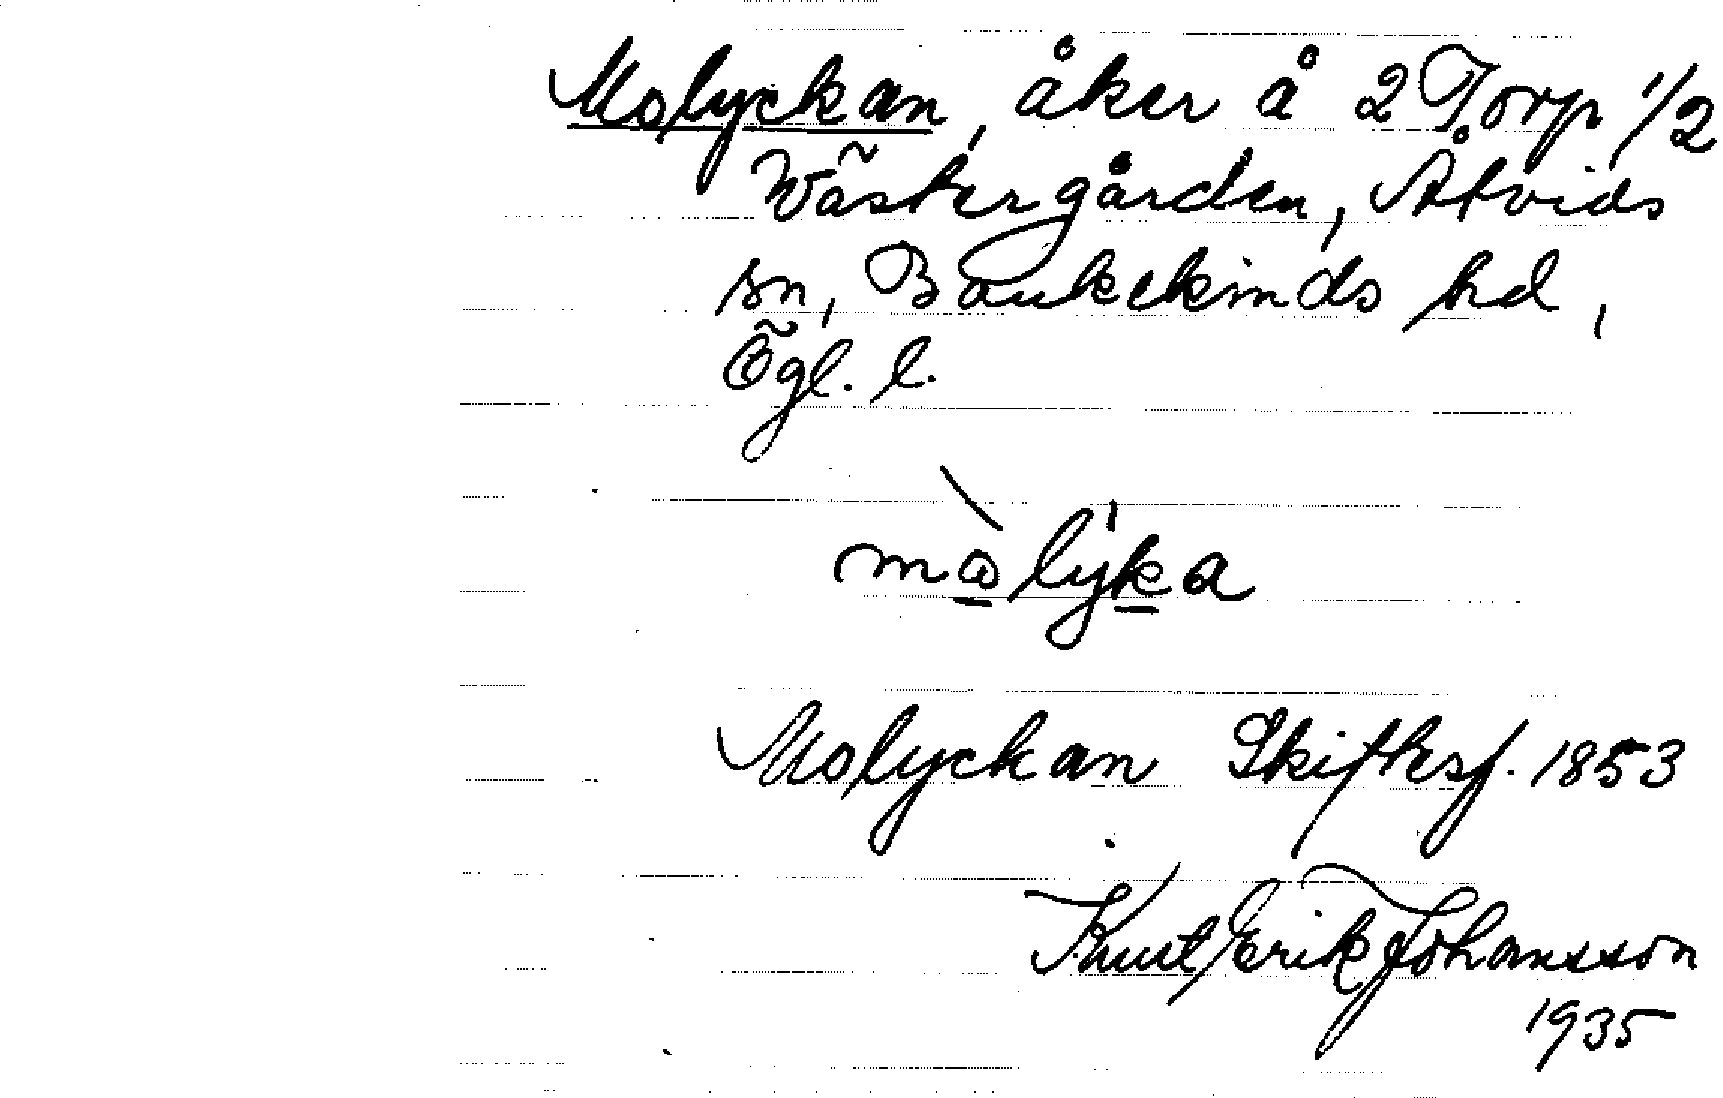 Molyckan, åker å 2 Torp 1/2
Västergården, Åtvids
sn, Bankekinds hd,
Ögl. l.
mωlyka
Molyckan Skiftesf. 1853
Knut Erik Johansson
1935